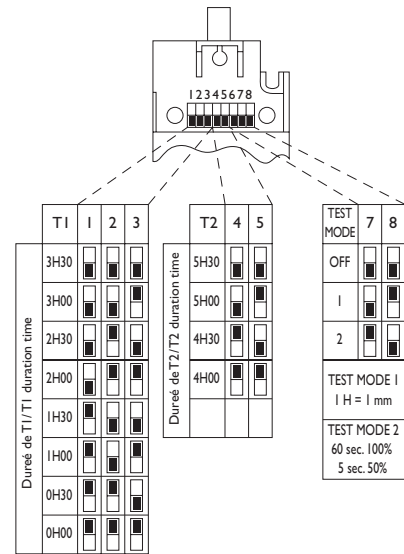 12345678
T1 1 2 3
3H30
3H00
2H30
2H00
1H30
1H00
0H30
0H00
Dureé de T1/T1 duration time
T2 4 5
5H30
5H00
4H30
4H00
Dureé de T2/T2 duration time
TEST
MODE 7 8
OFF
1
2
TEST MODE 1
1 H = 1 mm
TEST MODE 2
60 sec. 100%
5 sec. 50%